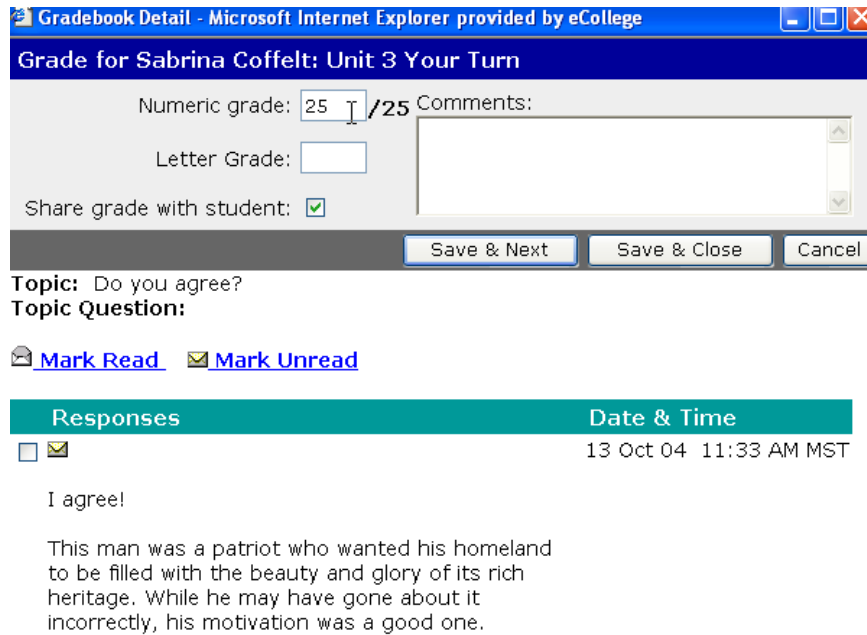 Gradebook Detail - Microsoft Internet Explorer provided by eCollege
Grade for Sabrina Coffelt: Unit 3 Your Turn
Numeric grade: 25 /25 Comments:
Letter Grade:
Share grade with student:
Save & Next Save & Close Cancel
Topic: Do you agree?
Topic Question:
Mark Read Mark Unread
Responses Date & Time
13 Oct 04 11:33 AM MST
I agree!
This man was a patriot who wanted his homeland
to be filled with the beauty and glory of its rich
heritage. While he may have gone about it
incorrectly, his motivation was a good one.